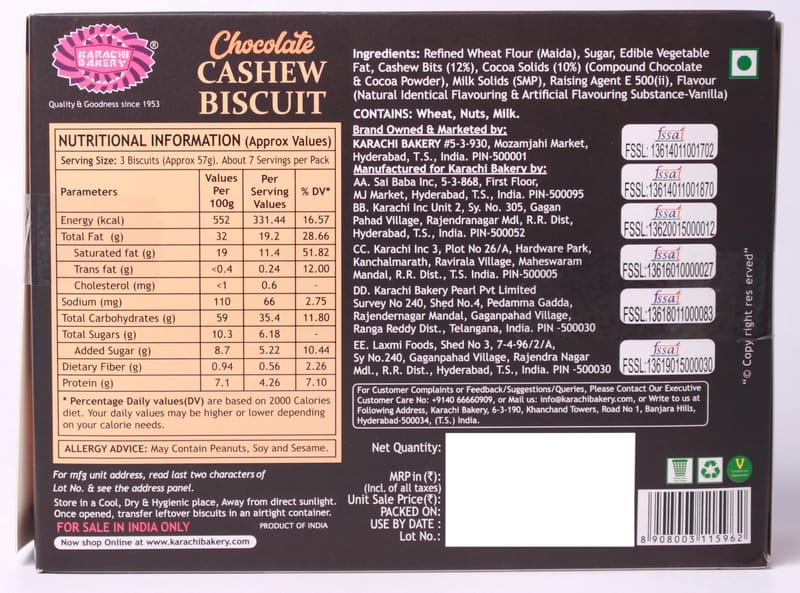 KARACHI
BAKERY
®
Quality & Goodness since 1953
Chocolate
CASHEW
BISCUIT
NUTRITIONAL INFORMATION (Approx Values)
Serving Size: 3 Biscuits (Approx 57g). About 7 Servings per Pack
Parameters Values Per 100g Per Serving Values % DV*
Energy (kcal) 552 331.44 16.57
Total Fat (g) 32 19.2 28.66
Saturated fat (g) 19 11.4 51.82
Trans fat (g) <0.4 0.24 12.00
Cholesterol (mg) <1 0.6 -
Sodium (mg) 110 66 2.75
Total Carbohydrates (g) 59 35.4 11.80
Total Sugars (g) 10.3 6.18 -
Added Sugar (g) 8.7 5.22 10.44
Dietary Fiber (g) 0.94 0.56 2.26
Protein (g) 7.1 4.26 7.10
* Percentage Daily values(DV) are based on 2000 Calories
diet. Your daily values may be higher or lower depending
on your calorie needs.
ALLERGY ADVICE: May Contain Peanuts, Soy and Sesame.
For mfg unit address, read last two characters of
Lot No. & see the address panel.
Store in a Cool, Dry & Hygienic place, Away from direct sunlight.
Once opened, transfer leftover biscuits in an airtight container.
FOR SALE IN INDIA ONLY PRODUCT OF INDIA
Now shop Online at www.karachibakery.com
Ingredients: Refined Wheat Flour (Maida), Sugar, Edible Vegetable
Fat, Cashew Bits (12%), Cocoa Solids (10%) (Compound Chocolate
& Cocoa Powder), Milk Solids (SMP), Raising Agent E 500(ii), Flavour
(Natural Identical Flavouring & Artificial Flavouring Substance-Vanilla)
CONTAINS: Wheat, Nuts, Milk.
Brand Owned & Marketed by:
KARACHI BAKERY #5-3-930, Mozamjahi Market,
Hyderabad, T.S., India. PIN-500001
Manufactured for Karachi Bakery by:
AA. Sai Baba Inc, 5-3-868, First Floor,
MJ Market, Hyderabad, T.S., India. PIN-500095
BB. Karachi Inc Unit 2, Sy. No. 305, Gagan
Pahad Village, Rajendranagar Mdl, R.R. Dist,
Hyderabad, T.S., India. PIN-500052
CC. Karachi Inc 3, Plot No 26/A, Hardware Park,
Kanchalmarath, Ravirala Village, Maheswaram
Mandal, R.R. Dist., T.S. India. PIN-500005
DD. Karachi Bakery Pearl Pvt Limited
Survey No 240, Shed No.4, Pedamma Gadda,
Rajendernagar Mandal, Gaganpahad Village,
Ranga Reddy Dist., Telangana, India. PIN -500030
EE. Laxmi Foods, Shed No 3, 7-4-96/2/A,
Sy No.240, Gaganpahad Village, Rajendra Nagar
Mdl., R.R. Dist., Hyderabad, T.S., India. PIN -500030
fssai
FSSL: 13614011001702
fssai
FSSL: 13614011001870
fssai
FSSL:13620015000012
fssai
FSSL:13616010000027
fssai
FSSL:13618011000083
fssai
FSSL:13619015000030
For Customer Complaints or Feedback/Suggestions/Queries, Please Contact Our Executive
Customer Care No: +9140 66660909, or Mail us: info@karachibakery.com, or Write to us at
Following Address, Karachi Bakery, 6-3-190, Khanchand Towers, Road No 1, Banjara Hills,
Hyderabad-500034, (T.S.) India.
Net Quantity:
MRP in (₹):
(Incl. of all taxes)
Unit Sale Price(₹):
PACKED ON:
USE BY DATE :
Lot No.:
V
8 908003 115962
"© Copy right res erved"